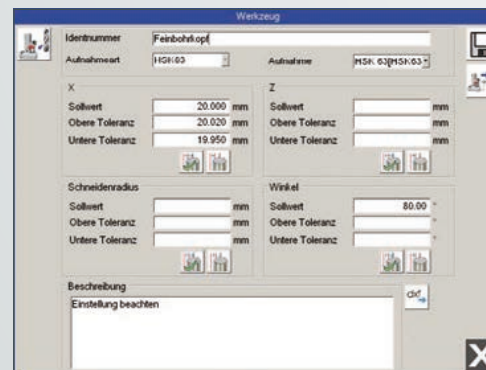 Werkzeug
Identnummer Feinbohrkopf
Aufnahmeart HSK63 Aufnahme HSK 63[HSK63
X
Sollwert 20.000 mm
Obere Toleranz 20.020 mm
Untere Toleranz 19.950 mm
Z
Sollwert mm
Obere Toleranz mm
Untere Toleranz mm
Schneidenradius
Sollwert mm
Obere Toleranz mm
Untere Toleranz mm
Winkel
Sollwert 80.00 °
Obere Toleranz °
Untere Toleranz °
Beschreibung
Einstellung beachten
dxf
X